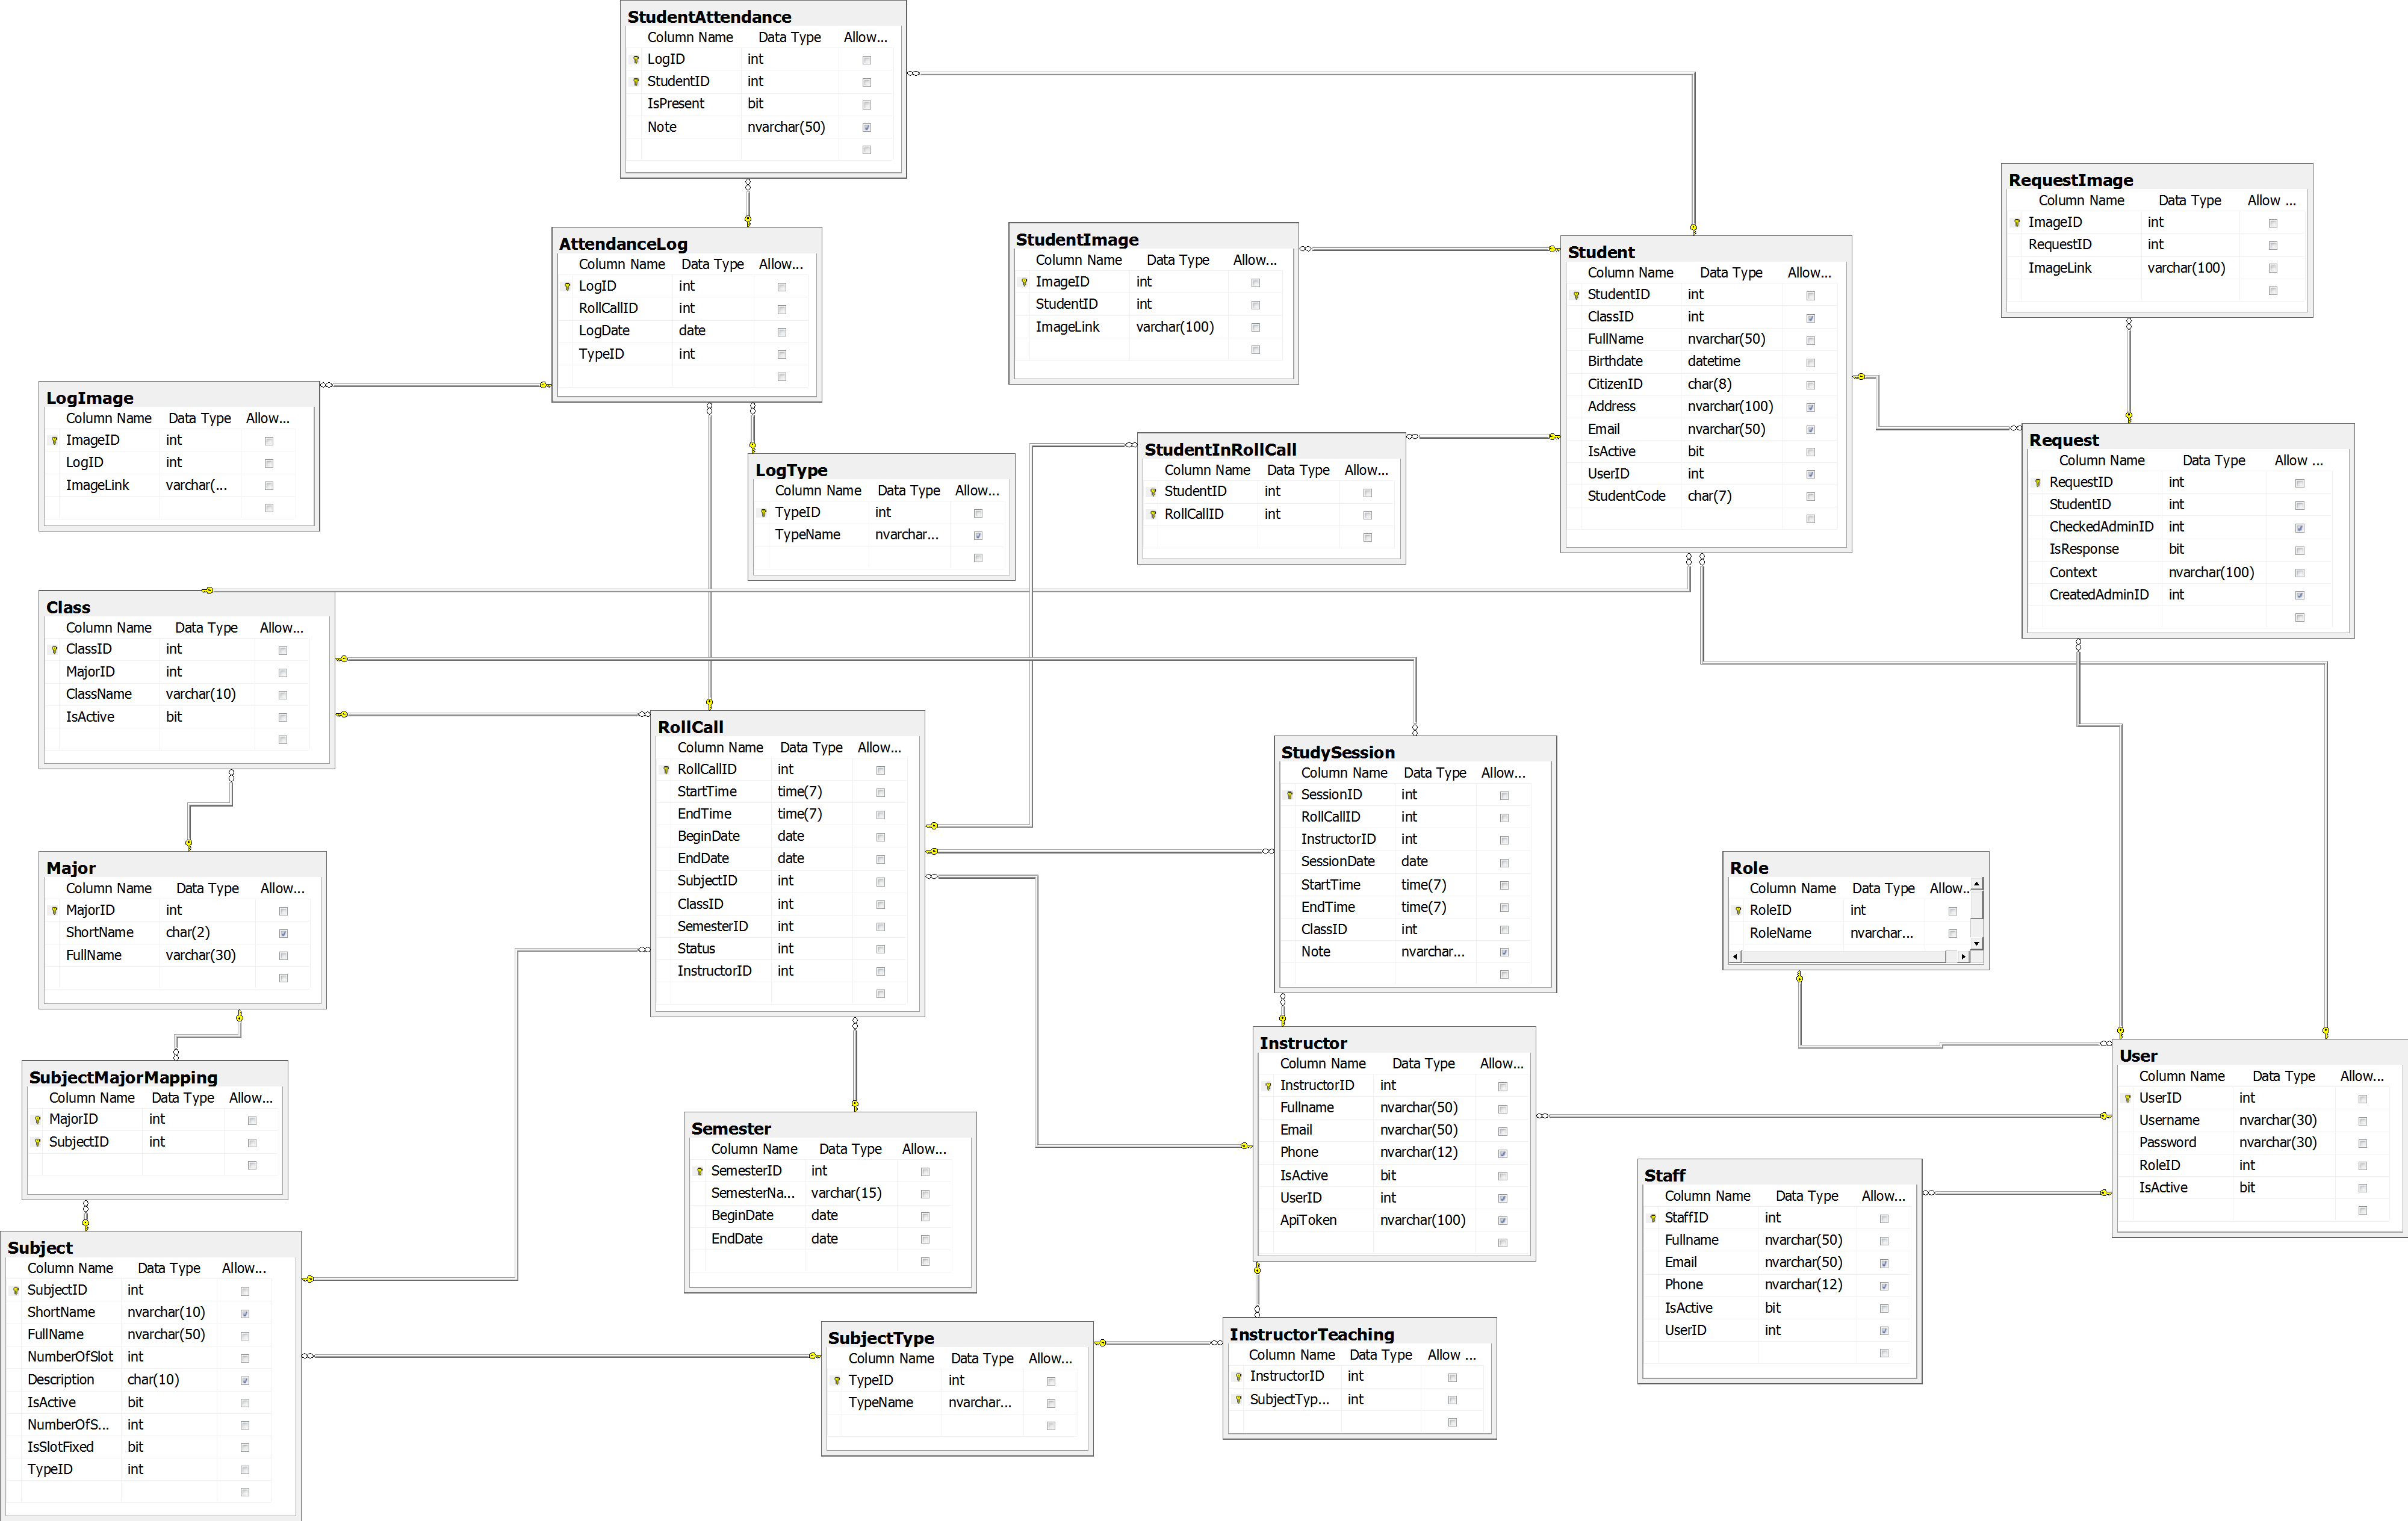 StudentAttendance
Column Name Data Type Allow...
LogID int
StudentID int
IsPresent bit
Note nvarchar(50)
RequestImage
Column Name Data Type Allow ...
ImageID int
RequestID int
ImageLink varchar(100)
StudentImage
Column Name Data Type Allow...
ImageID int
StudentID int
ImageLink varchar(100)
AttendanceLog
Column Name Data Type Allow...
LogID int
RollCallID int
LogDate date
TypeID int
Student
Column Name Data Type Allow...
StudentID int
ClassID int
FullName nvarchar(50)
Birthdate datetime
CitizenID char(8)
Address nvarchar(100)
Email nvarchar(50)
IsActive bit
UserID int
StudentCode char(7)
LogImage
Column Name Data Type Allow...
ImageID int
LogID int
ImageLink varchar(...
LogType
Column Name Data Type Allow...
TypeID int
TypeName nvarchar...
StudentInRollCall
Column Name Data Type Allow...
StudentID int
RollCallID int
Request
Column Name Data Type Allow ...
RequestID int
StudentID int
CheckedAdminID int
IsResponse bit
Context nvarchar(100)
CreatedAdminID int
Class
Column Name Data Type Allow...
ClassID int
MajorID int
ClassName varchar(10)
IsActive bit
RollCall
Column Name Data Type Allow...
RollCallID int
StartTime time(7)
EndTime time(7)
BeginDate date
EndDate date
SubjectID int
ClassID int
SemesterID int
Status int
InstructorID int
StudySession
Column Name Data Type Allow...
SessionID int
RollCallID int
InstructorID int
SessionDate date
StartTime time(7)
EndTime time(7)
ClassID int
Note nvarchar...
Major
Column Name Data Type Allow...
MajorID int
ShortName char(2)
FullName varchar(30)
Role
Column Name Data Type Allow..
RoleID int
RoleName nvarchar...
SubjectMajorMapping
Column Name Data Type Allow...
MajorID int
SubjectID int
Instructor
Column Name Data Type Allow...
InstructorID int
Fullname nvarchar(50)
Email nvarchar(50)
Phone nvarchar(12)
IsActive bit
UserID int
ApiToken nvarchar(100)
User
Column Name Data Type Allow...
UserID int
Username nvarchar(30)
Password nvarchar(30)
RoleID int
IsActive bit
Semester
Column Name Data Type Allow...
SemesterID int
SemesterNa... varchar(15)
BeginDate date
EndDate date
Staff
Column Name Data Type Allow...
StaffID int
Fullname nvarchar(50)
Email nvarchar(50)
Phone nvarchar(12)
IsActive bit
UserID int
Subject
Column Name Data Type Allow...
SubjectID int
ShortName nvarchar(10)
FullName nvarchar(50)
NumberOfSlot int
Description char(10)
IsActive bit
NumberOfS... int
IsSlotFixed bit
TypeID int
SubjectType
Column Name Data Type Allow...
TypeID int
TypeName nvarchar...
InstructorTeaching
Column Name Data Type Allow ...
InstructorID int
SubjectTyp... int